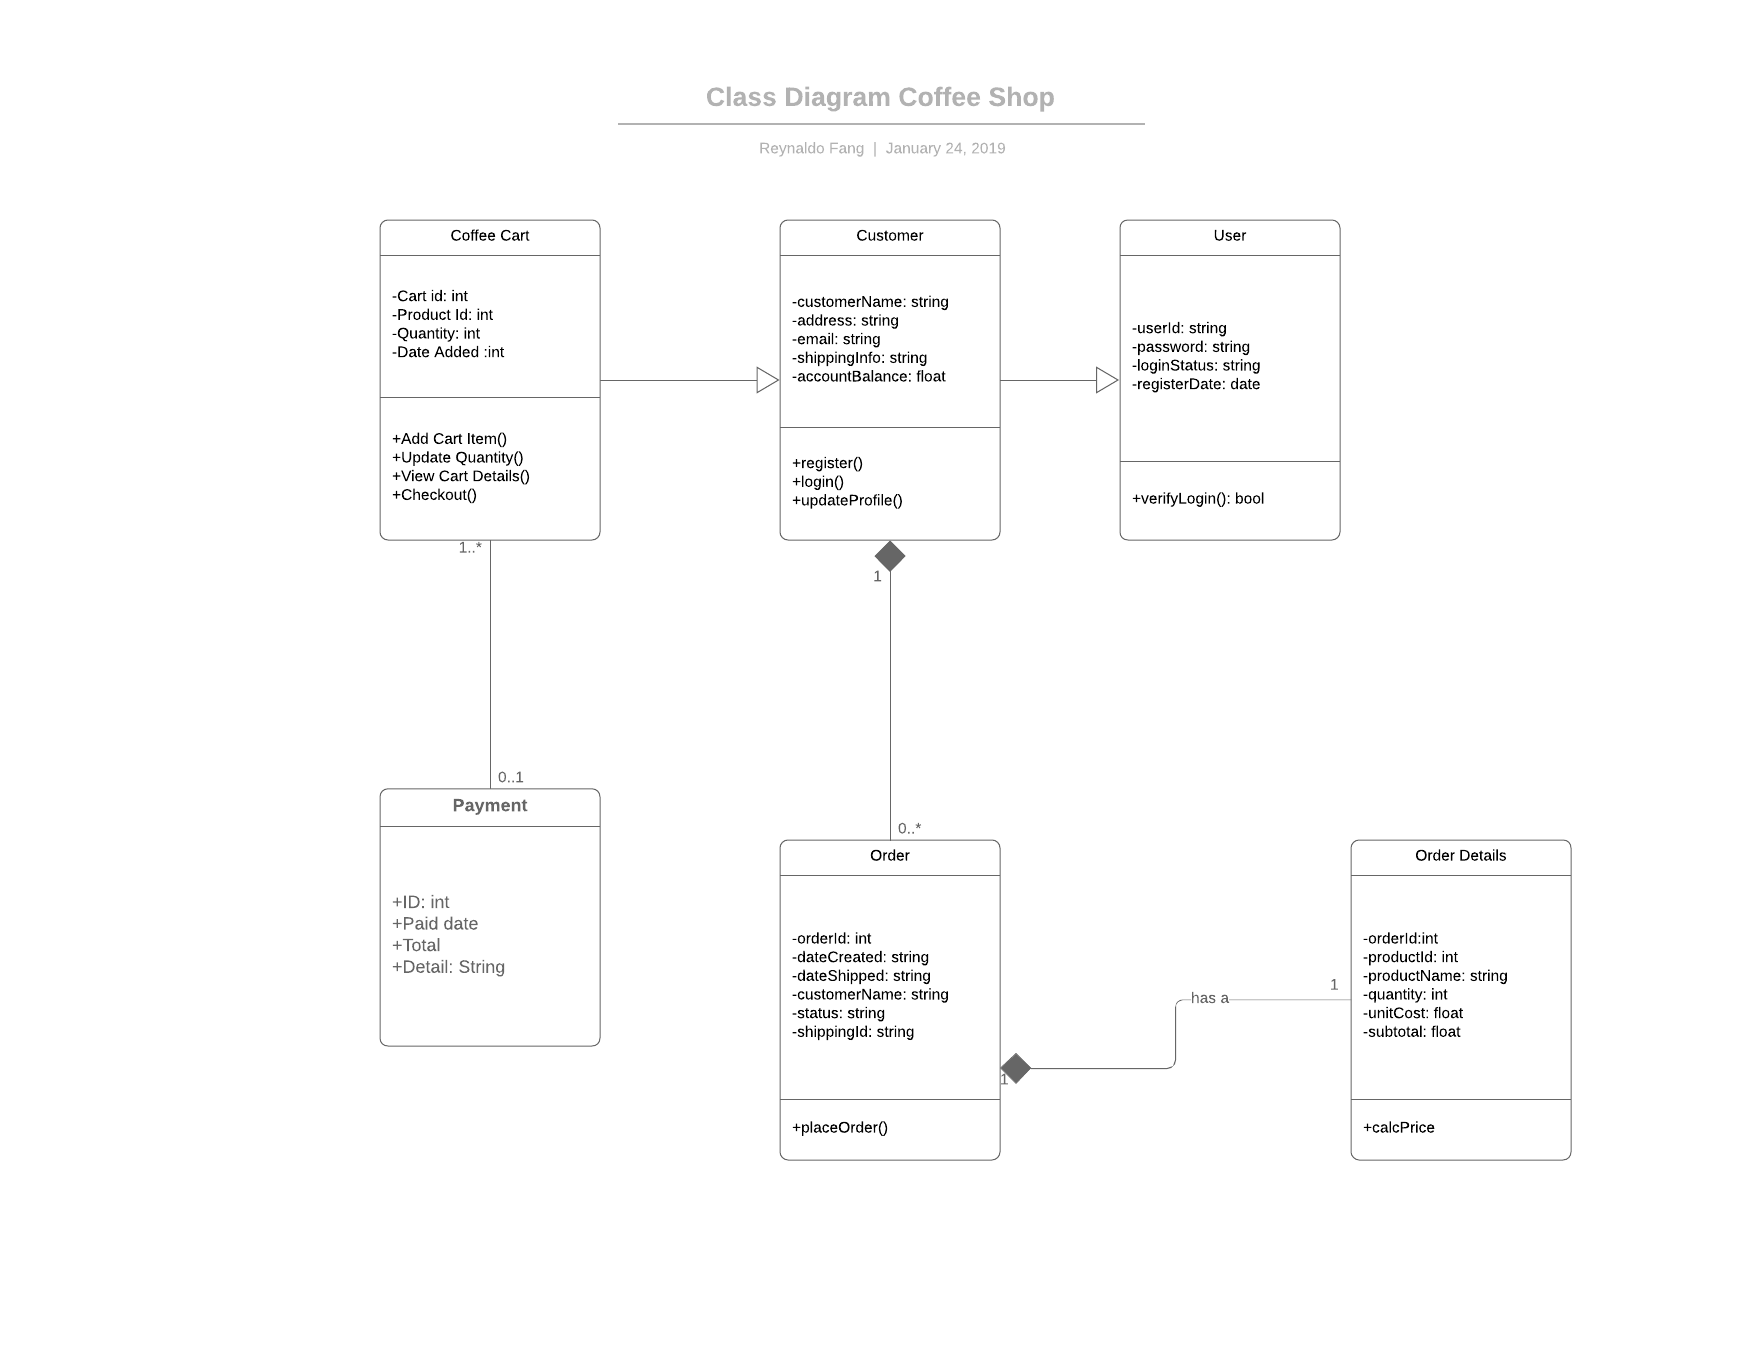 Class Diagram Coffee Shop
Reynaldo Fang | January 24, 2019
Coffee Cart
-Cart id: int
-Product Id: int
-Quantity: int
-Date Added :int
+Add Cart Item()
+Update Quantity()
+View Cart Details()
+Checkout()
Customer
-customerName: string
-address: string
-email: string
-shippingInfo: string
-accountBalance: float
+register()
+login()
+updateProfile()
User
-userId: string
-password: string
-loginStatus: string
-registerDate: date
+verifyLogin(): bool
1..*
1
0..1
0..*
Payment
+ID: int
+Paid date
+Total
+Detail: String
Order
-orderId: int
-dateCreated: string
-dateShipped: string
-customerName: string
-status: string
-shippingId: string
+placeOrder()
1
has a
1
Order Details
-orderId:int
-productId: int
-productName: string
-quantity: int
-unitCost: float
-subtotal: float
+calcPrice